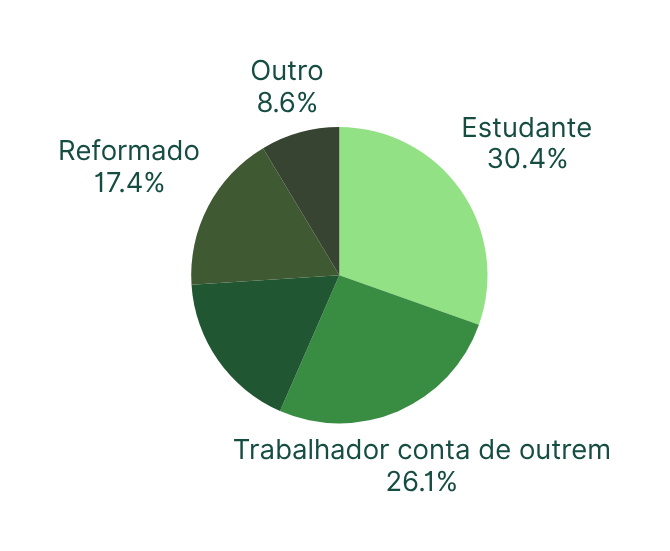 Outro
8.6%
Estudante
30.4%
Reformado
17.4%
Trabalhador conta de outrem
26.1%